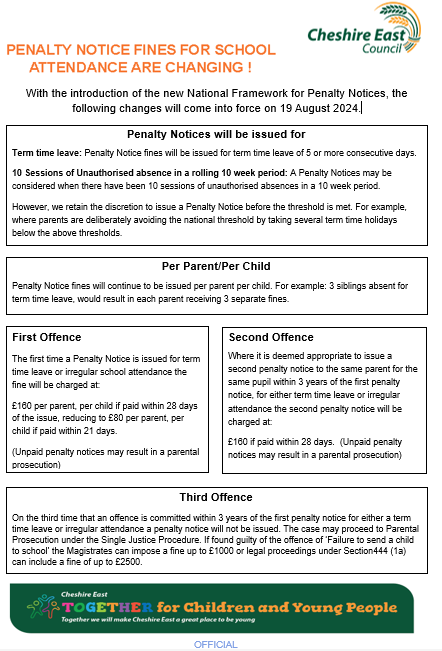 Cheshire East
Council
PENALTY NOTICE FINES FOR SCHOOL
ATTENDANCE ARE CHANGING !
With the introduction of the new National Framework for Penalty Notices, the
following changes will come into force on 19 August 2024.
Penalty Notices will be issued for
Term time leave: Penalty Notice fines will be issued for term time leave of 5 or more consecutive days.
10 Sessions of Unauthorised absence in a rolling 10 week period: A Penalty Notices may be
considered when there have been 10 sessions of unauthorised absences in a 10 week period.
However, we retain the discretion to issue a Penalty Notice before the threshold is met. For example,
where parents are deliberately avoiding the national threshold by taking several term time holidays
below the above thresholds.
Per Parent/Per Child
Penalty Notice fines will continue to be issued per parent per child. For example: 3 siblings absent for
term time leave, would result in each parent receiving 3 separate fines.
First Offence
The first time a Penalty Notice is issued for term
time leave or irregular school attendance the
fine will be charged at:
£160 per parent, per child if paid within 28 days
of the issue, reducing to £80 per parent, per
child if paid within 21 days.
(Unpaid penalty notices may result in a parental
prosecution)
Second Offence
Where it is deemed appropriate to issue a
second penalty notice to the same parent for the
same pupil within 3 years of the first penalty
notice, for either term time leave or irregular
attendance the second penalty notice will be
charged at:
£160 if paid within 28 days. (Unpaid penalty
notices may result in a parental prosecution)
Third Offence
On the third time that an offence is committed within 3 years of the first penalty notice for either a term
time leave or irregular attendance a penalty notice will not be issued. The case may proceed to Parental
Prosecution under the Single Justice Procedure. If found guilty of the offence of 'Failure to send a child
to school' the Magistrates can impose a fine up to £1000 or legal proceedings under Section444 (1a)
can include a fine of up to £2500.
Cheshire East
TOGETHER for Children and Young People
Together we will make Cheshire East a great place to be young
OFFICIAL